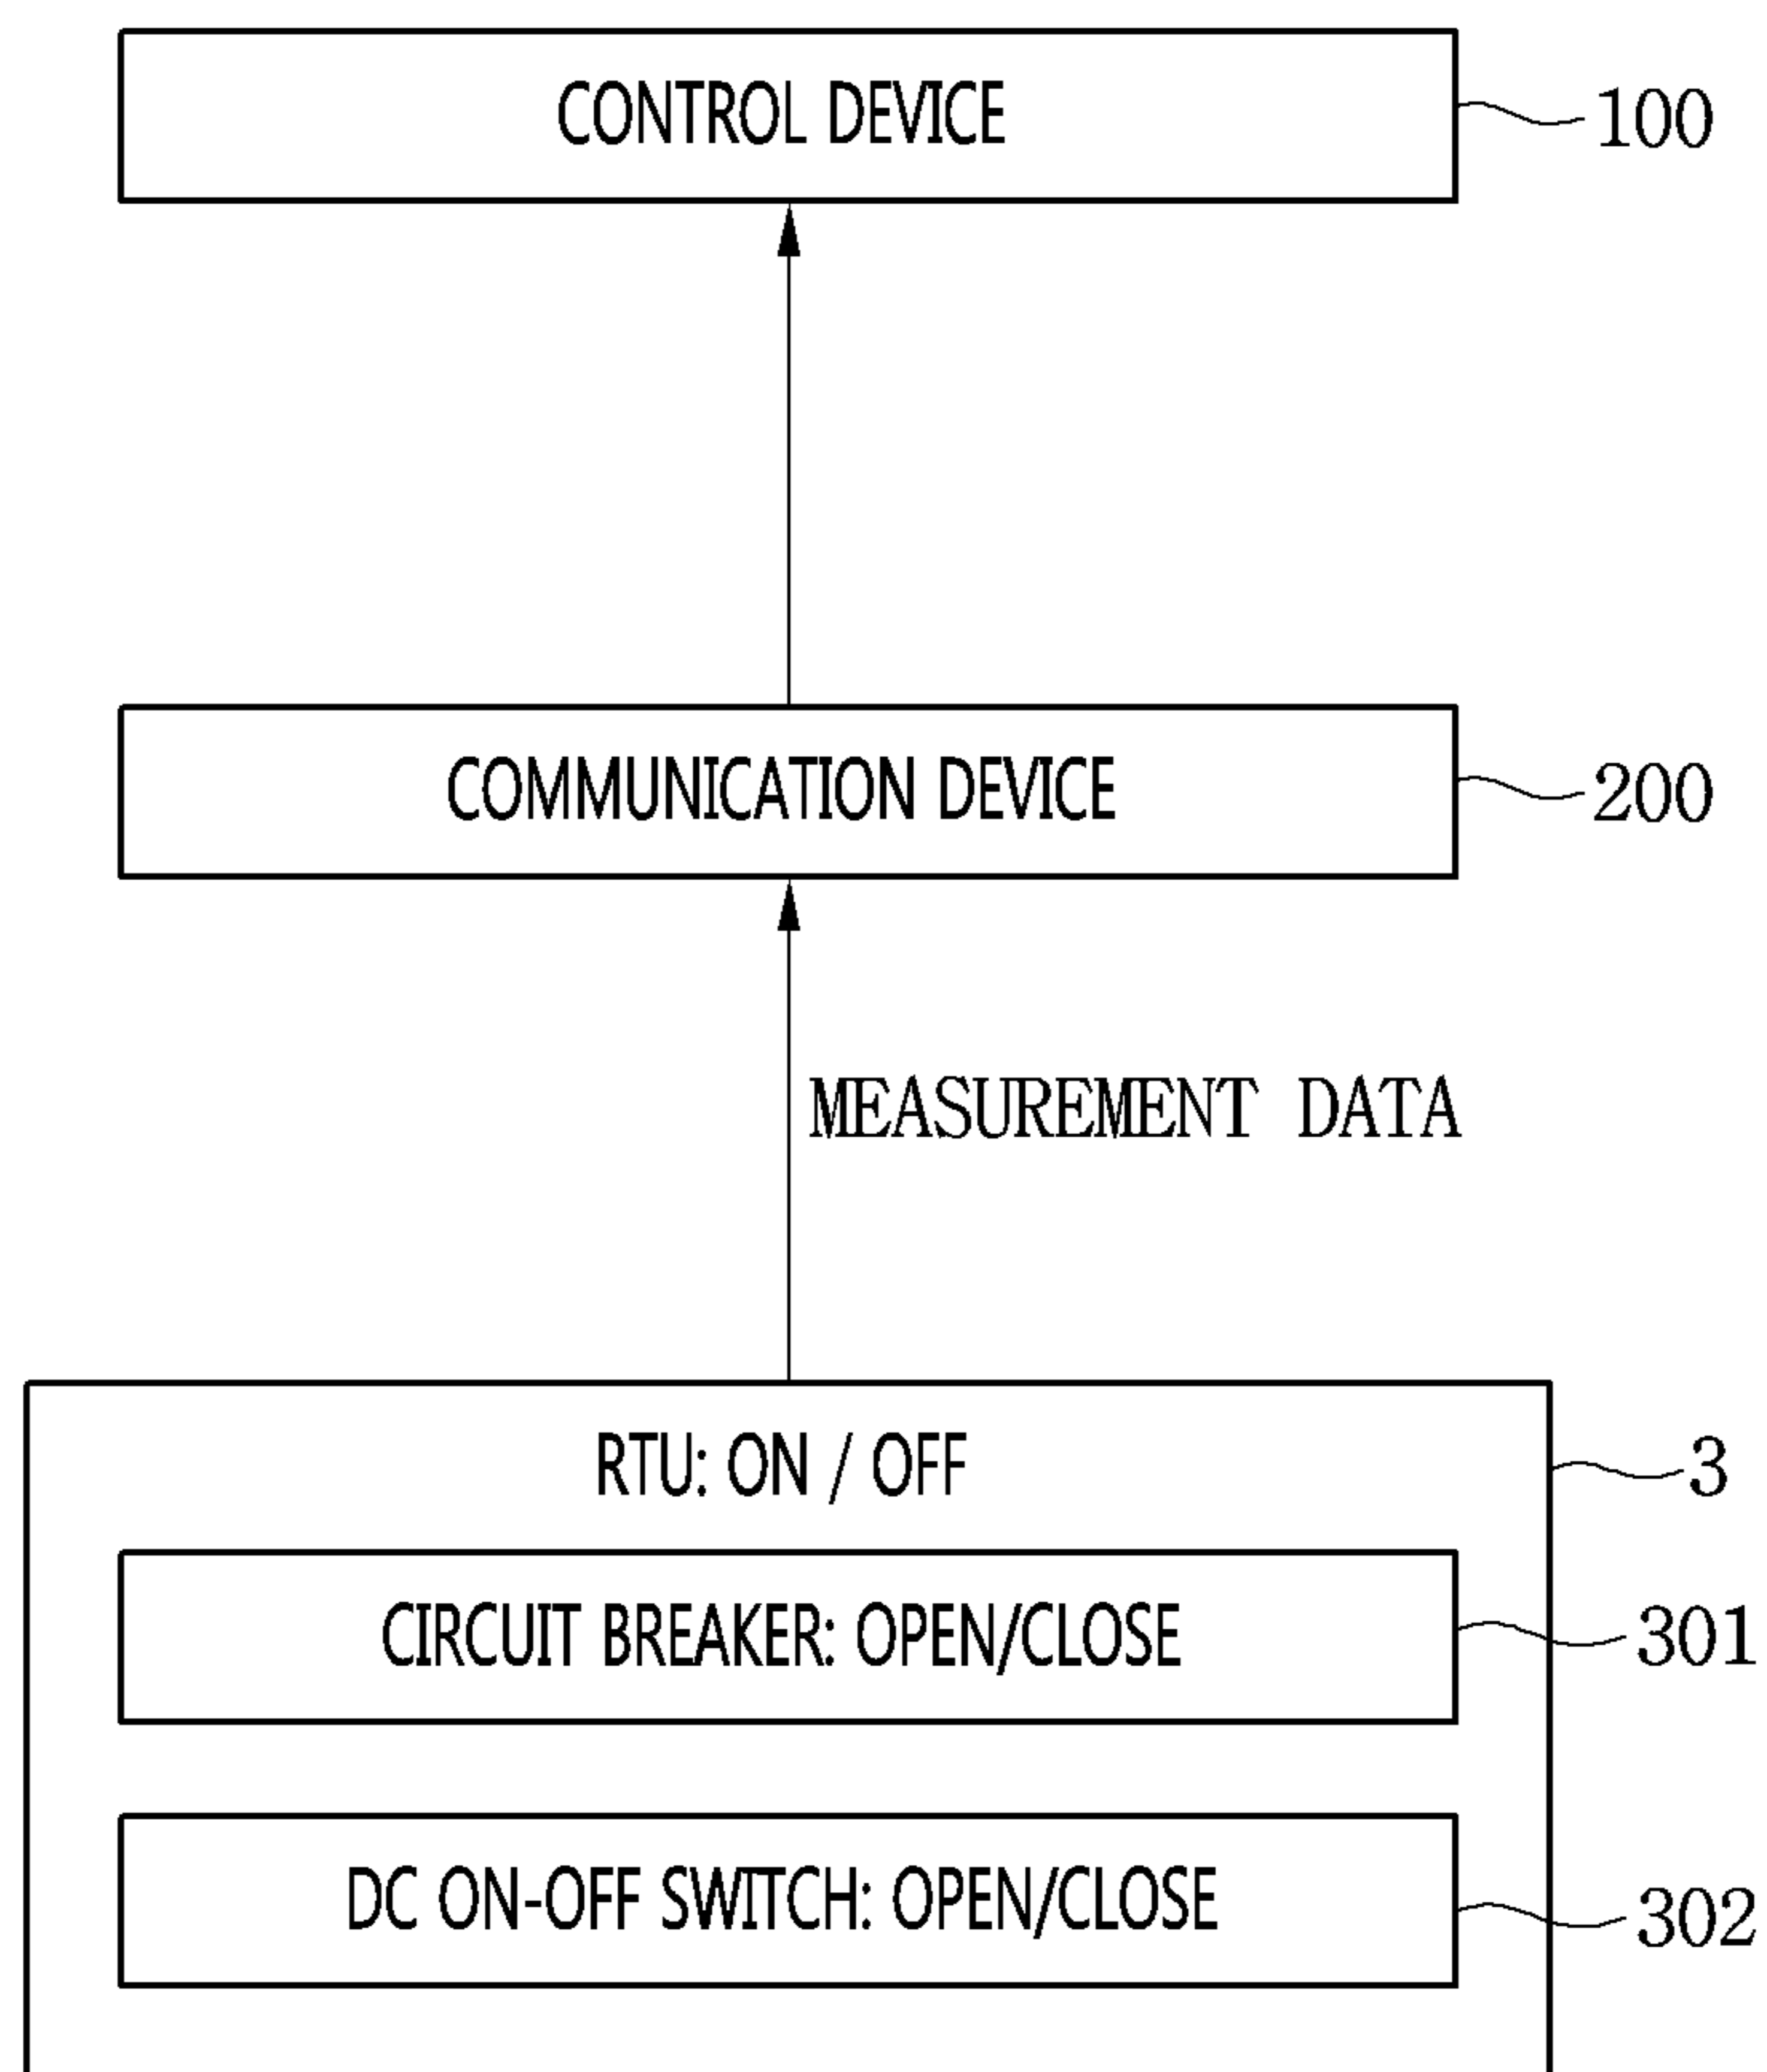 CONTROL DEVICE
100
COMMUNICATION DEVICE
200
MEASUREMENT DATA
RTU: ON / OFF
3
CIRCUIT BREAKER: OPEN/CLOSE
301
DC ON-OFF SWITCH: OPEN/CLOSE
302